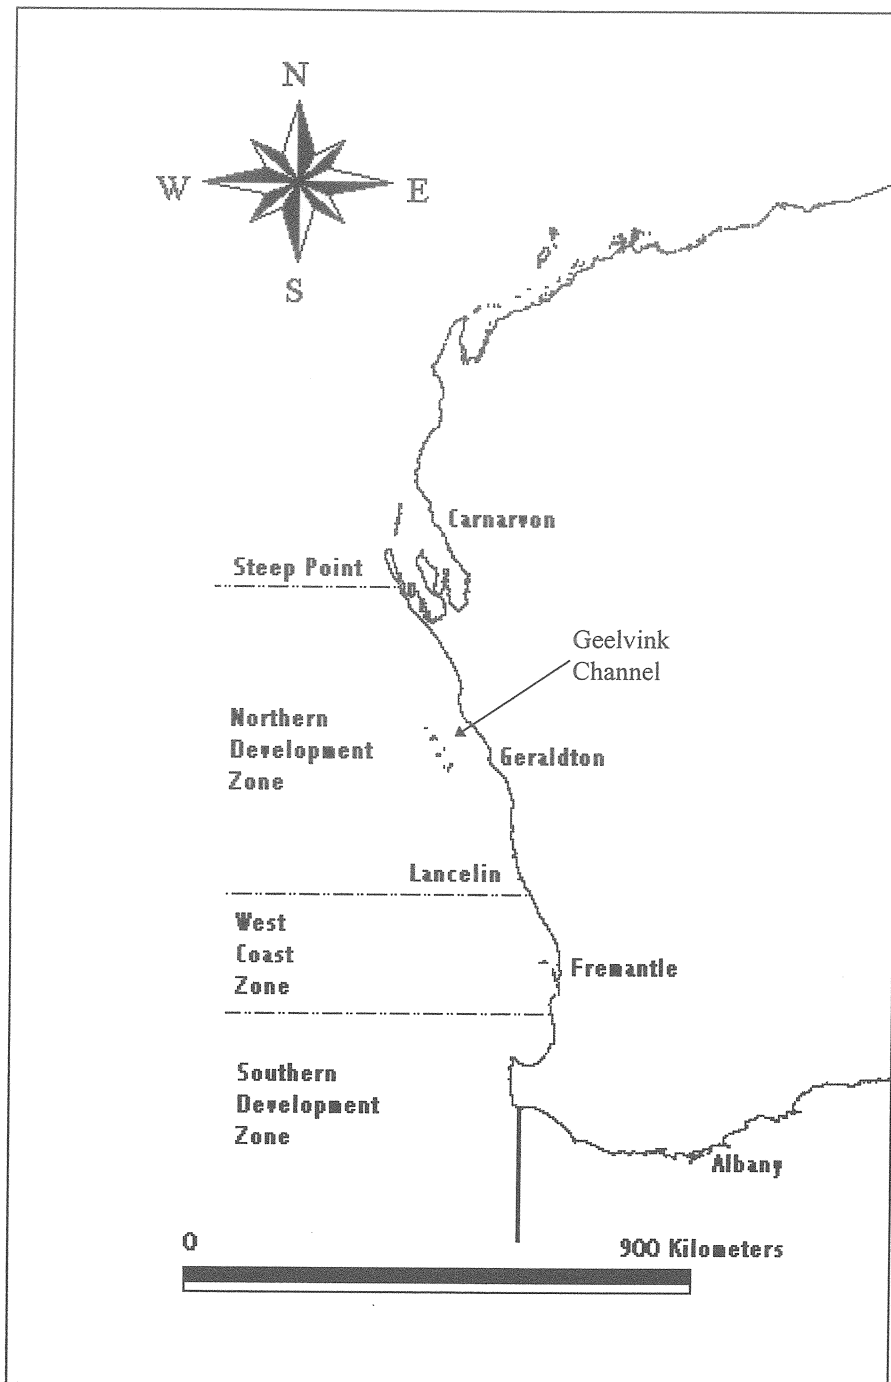 N
W
E
S
Carnarvon
Steep Point
Geelvink
Channel
Northern
Development
Zone
Geraldton
Lancelin
West
Coast
Zone
Fremantle
Southern
Development
Zone
Albany
0
900 Kilometers